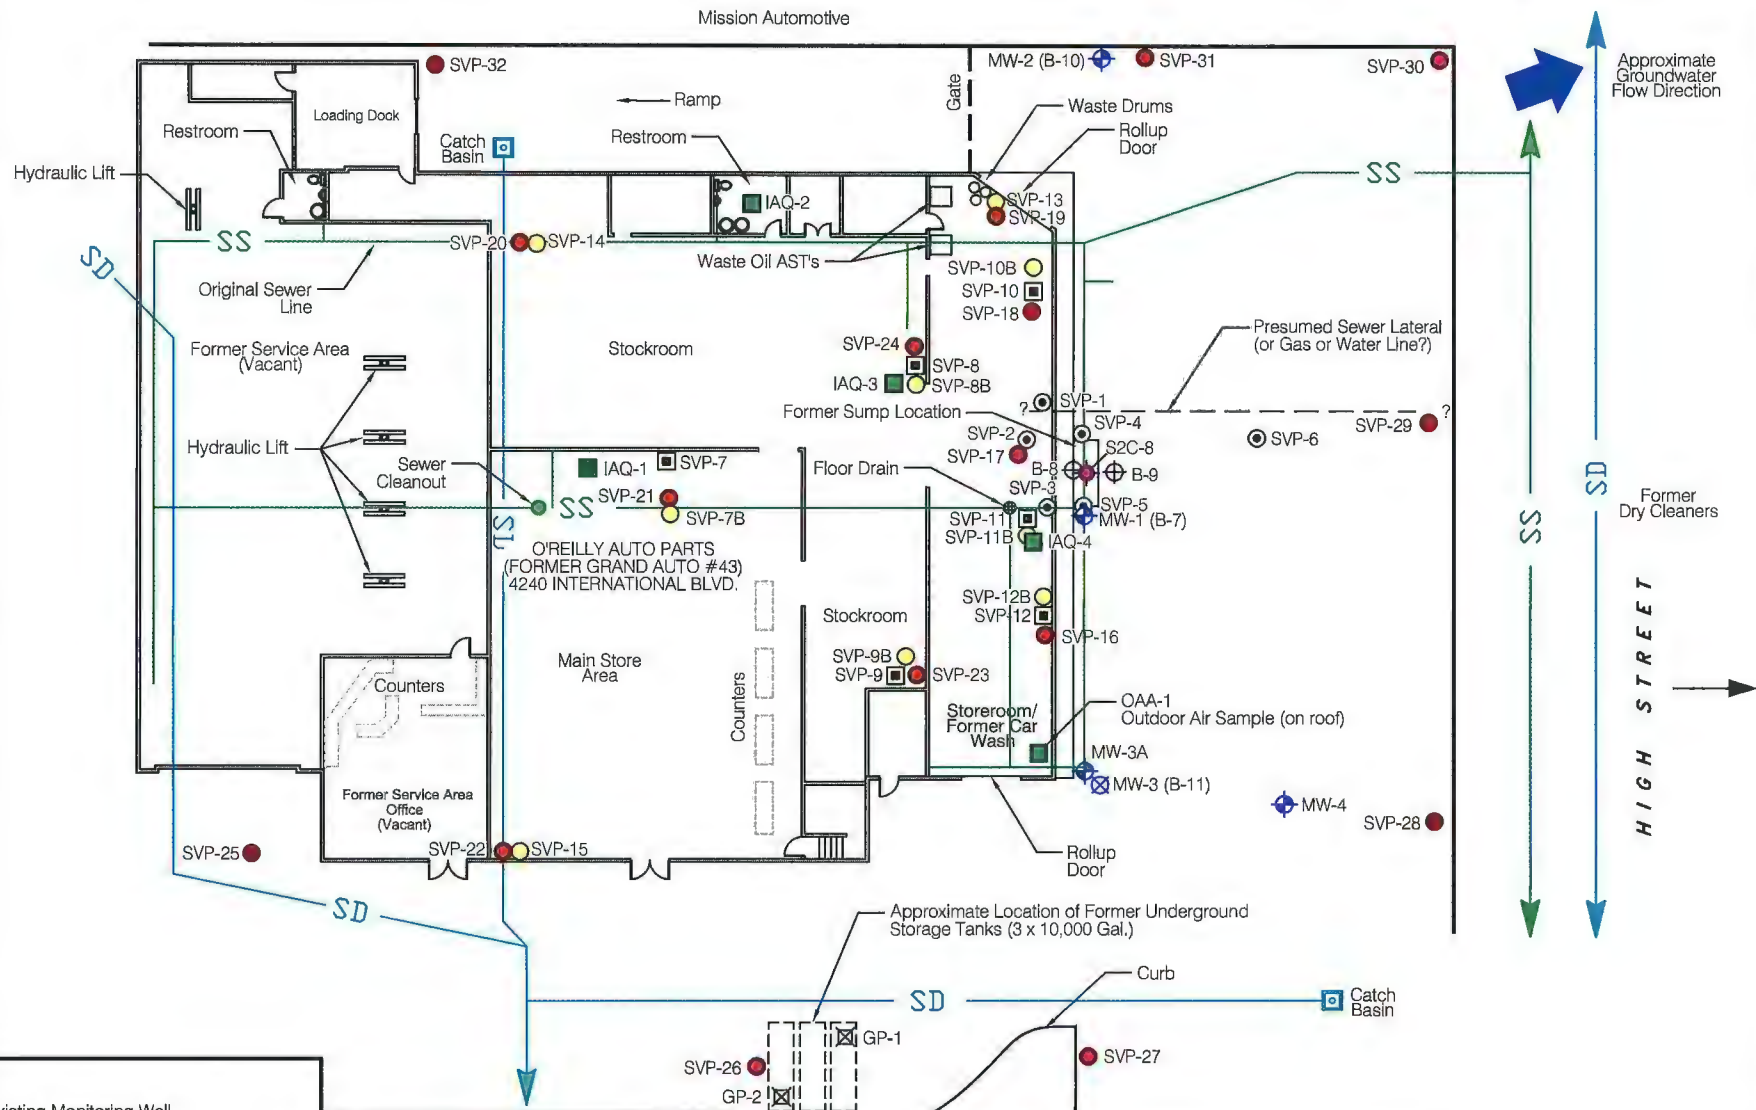 Mission Automotive
SVP-32
MW-2 (B-10)
SVP-31
SVP-30
Approximate
Groundwater
Flow Direction
Gate
Ramp
Waste Drums
Loading Dock
Restroom
Catch
Basin
Restroom
Rollup
Door
Hydraulic Lift
SS
IAQ-2
SVP-13
SVP-19
SS
SVP-20
SVP-14
SD
Waste Oil AST's
SVP-10B
SVP-10
SVP-18
Original Sewer
Line
Former Service Area
(Vacant)
Stockroom
SVP-24
SVP-8
IAQ-3
SVP-8B
Presumed Sewer Lateral
(or Gas or Water Line?)
Former Sump Location
?
SVP-1
?
SVP-4
SVP-29
SVP-2
SVP-6
Hydraulic Lift
SVP-17
S2C-8
Sewer
Cleanout
IAQ-1
SVP-7
Floor Drain
B-8
B-9
SD
SVP-21
SVP-3
SS
SVP-7B
SVP-5
SVP-11
MW-1 (B-7)
SVP-11B
IAQ-4
SL
SS
Former
Dry Cleaners
O'REILLY AUTO PARTS
(FORMER GRAND AUTO #43)
4240 INTERNATIONAL BLVD.
SVP-12B
SVP-12
SVP-16
Stockroom
HIGH STREET
Main Store
Area
SVP-9B
SVP-9
SVP-23
Counters
Counters
Storeroom/
Former Car
Wash
OAA-1
Outdoor Air Sample (on roof)
MW-3A
MW-3 (B-11)
MW-4
Former Service Area
Office
(Vacant)
SVP-28
SVP-25
SVP-22
SVP-15
Rollup
Door
SD
Approximate Location of Former Underground
Storage Tanks (3 x 10,000 Gal.)
Curb
SD
Catch
Basin
GP-1
SVP-26
SVP-27
GP-2
xisting Monitoring Well